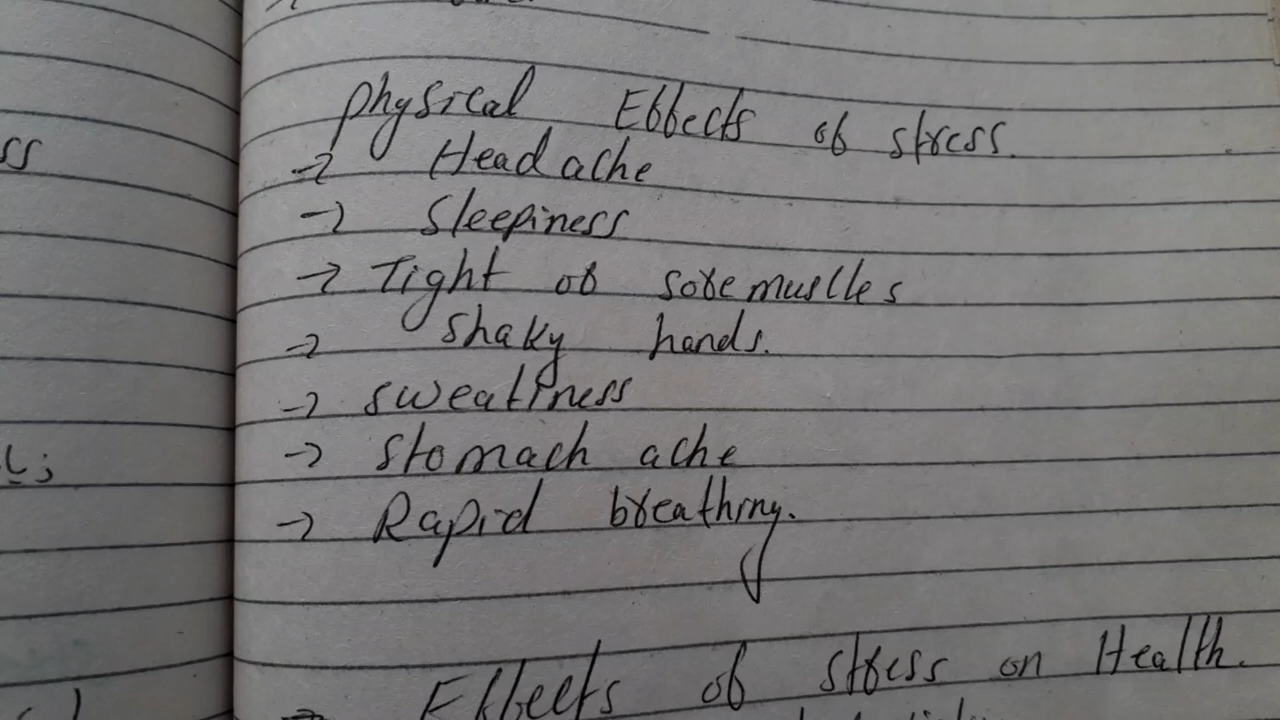 Physical Effects of stress.
→ Headache
→ Sleepiness
→ Tight or sore muscles
→ Shaky hands.
→ sweatiness
→ Stomach ache
→ Rapid breathing.
→ Effects of stress on Health.